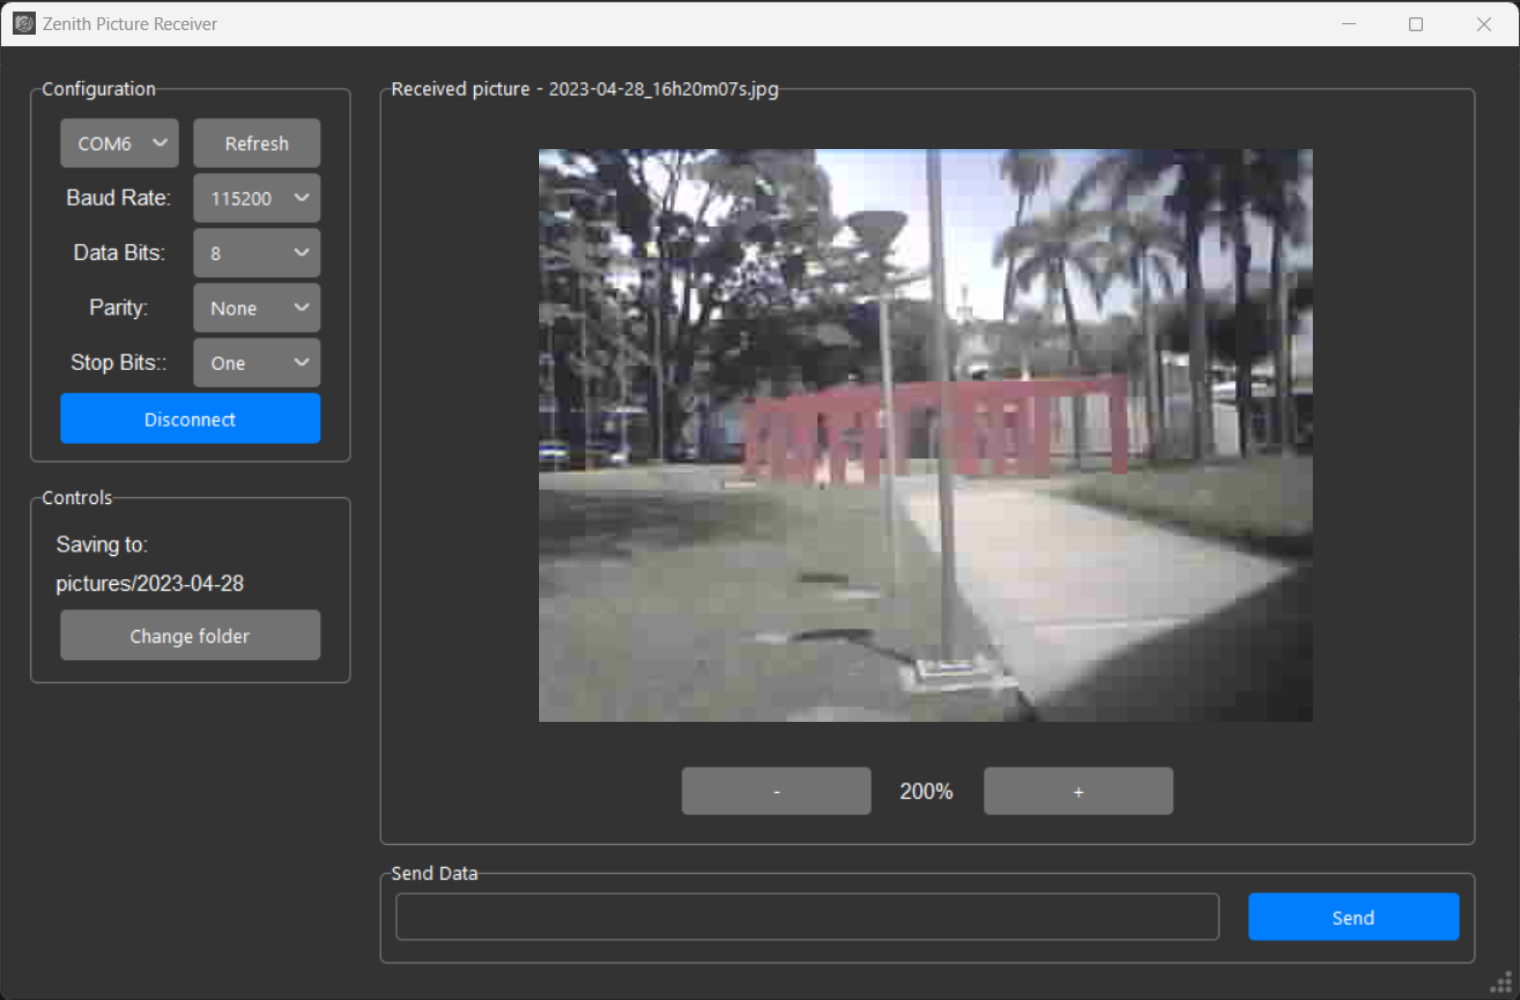 Zenith Picture Receiver
Configuration
COM6
Refresh
Baud Rate:
115200
Data Bits:
8
Parity:
None
Stop Bits::
One
Disconnect
Controls
Saving to:
pictures/2023-04-28
Change folder
Received picture - 2023-04-28_16h20m07s.jpg
-
200%
+
Send Data
Send